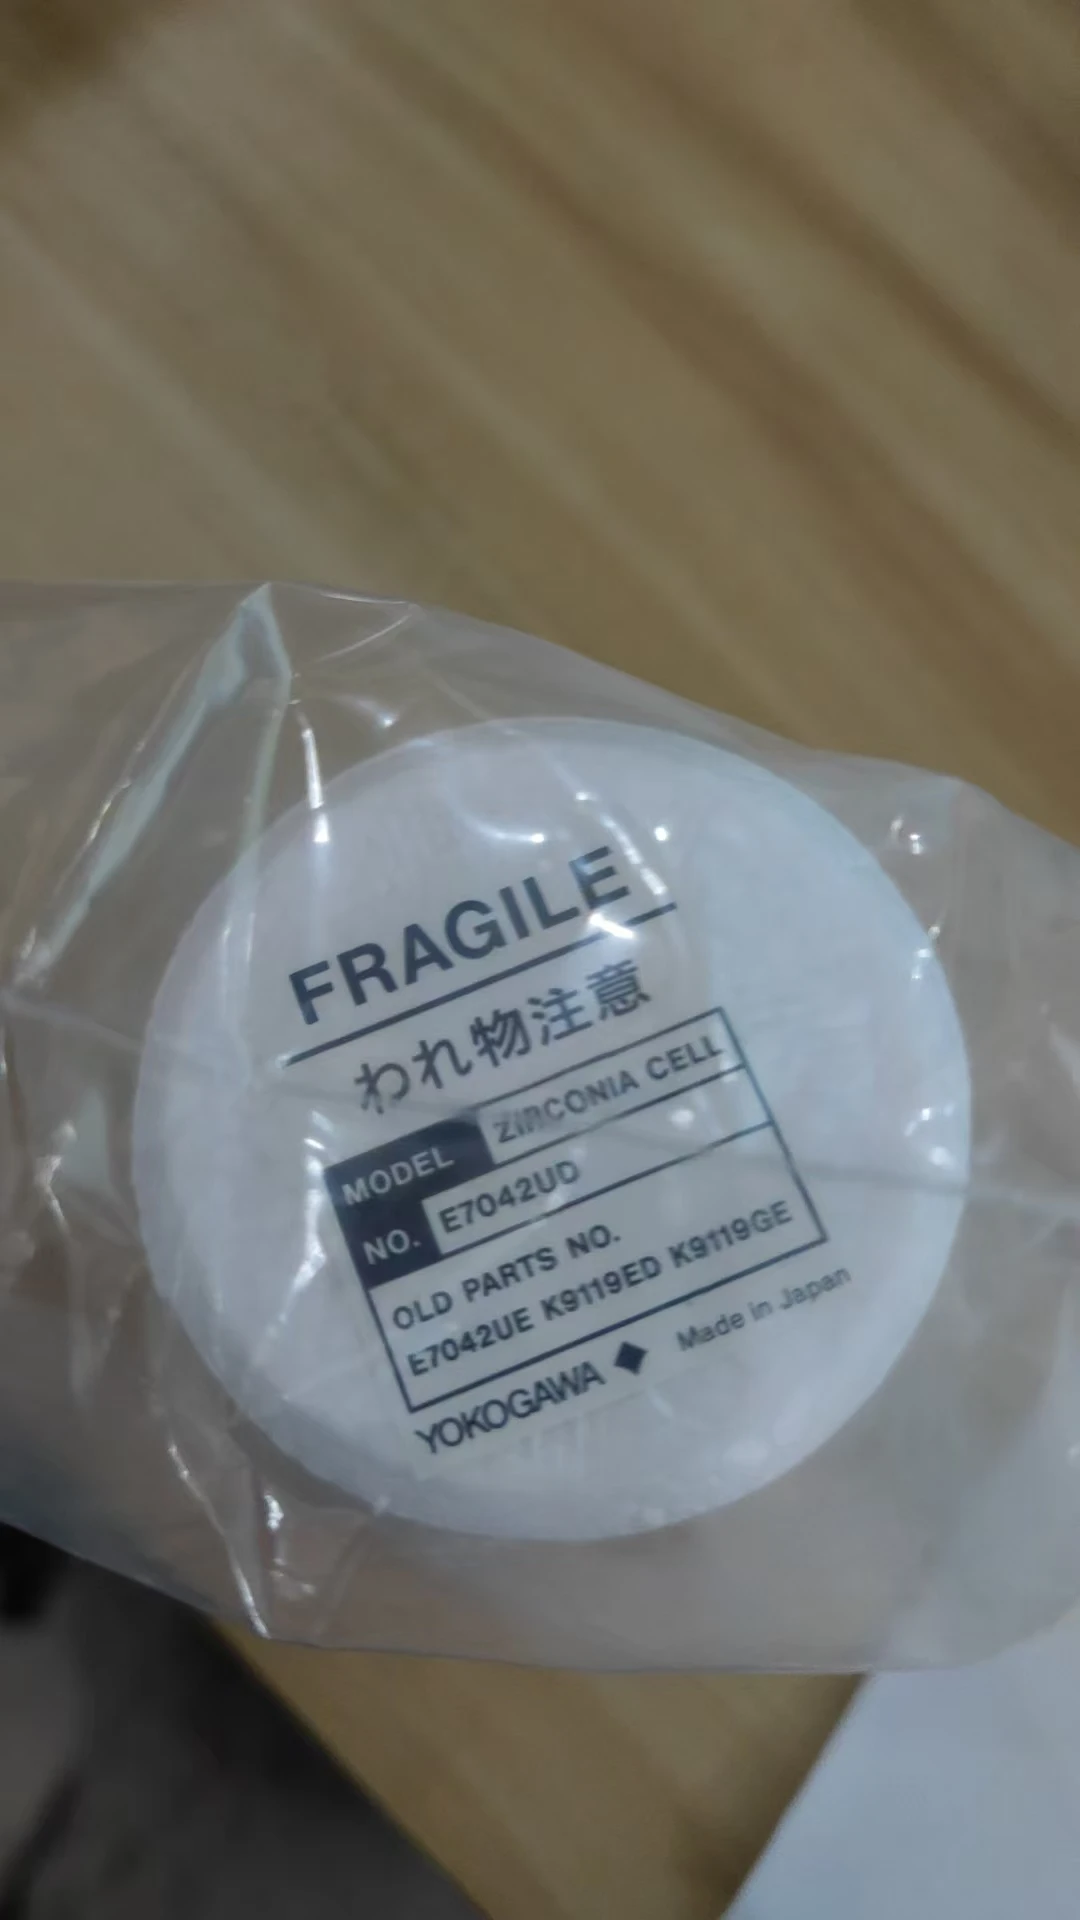 FRAGILE
われ物注意
MODEL ZIRCONIA CELL
NO. E7042UD
OLD PARTS NO.
E7042UE K9119ED K9119GE
YOKOGAWA ◆ Made in Japan